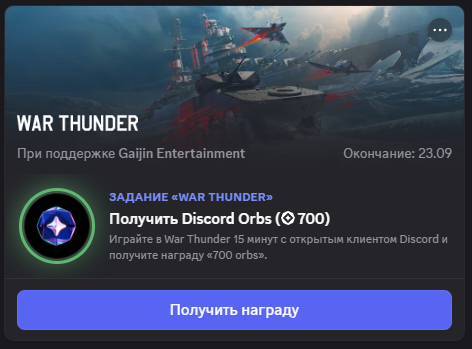 WAR THUNDER
При поддержке Gaijin Entertainment
Окончание: 23.09
ЗАДАНИЕ «WAR THUNDER»
Получить Discord Orbs (700)
Играйте в War Thunder 15 минут с открытым клиентом Discord и
получите награду «700 orbs».
Получить награду